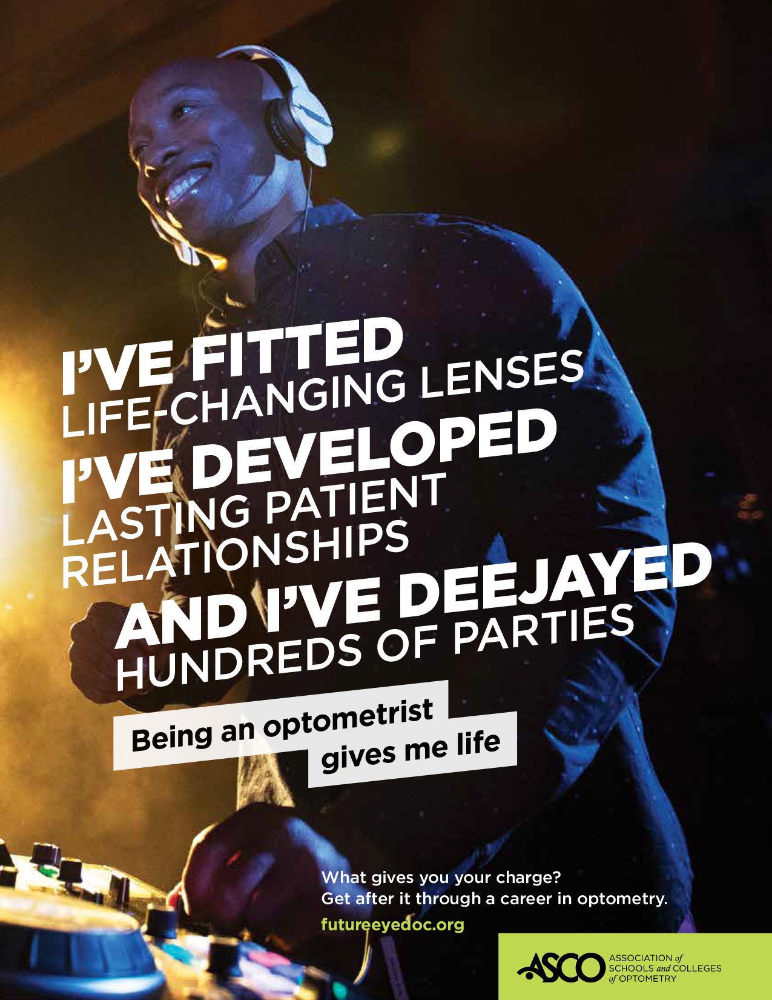 I'VE FITTED
LIFE-CHANGING LENSES
I'VE DEVELOPED
LASTING PATIENT
RELATIONSHIPS
AND I'VE DEEJAYED
HUNDREDS OF PARTIES
Being an optometrist
gives me life
What gives you your charge?
Get after it through a career in optometry.
futureeyedoc.org
ASCO
ASSOCIATION of
SCHOOLS and COLLEGES
of OPTOMETRY